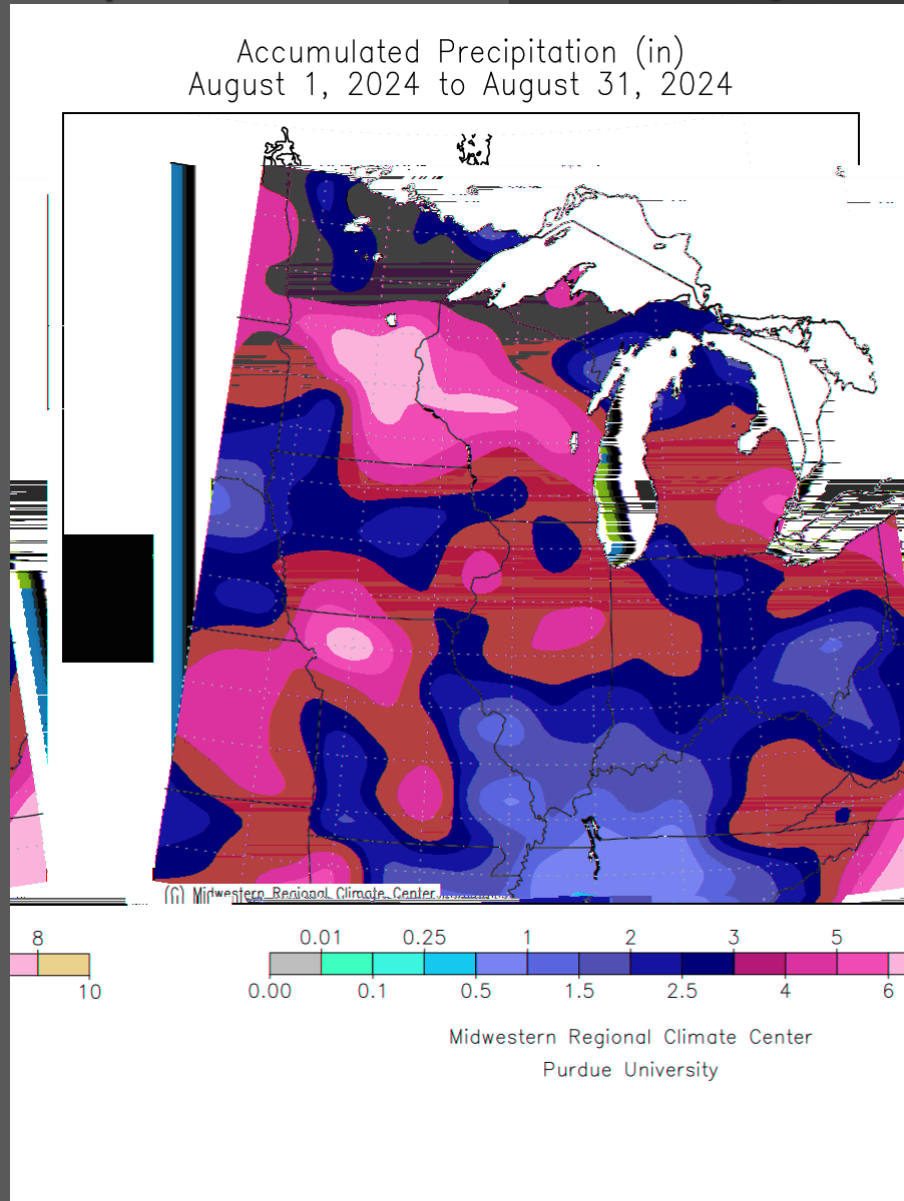 Accumulated Precipitation (in)
August 1, 2024 to August 31, 2024
(C) Midwestern Regional Climate Center
8
10
0.01 0.25 1 2 3 5
0.00 0.1 0.5 1.5 2.5 4 6
Midwestern Regional Climate Center
Purdue University